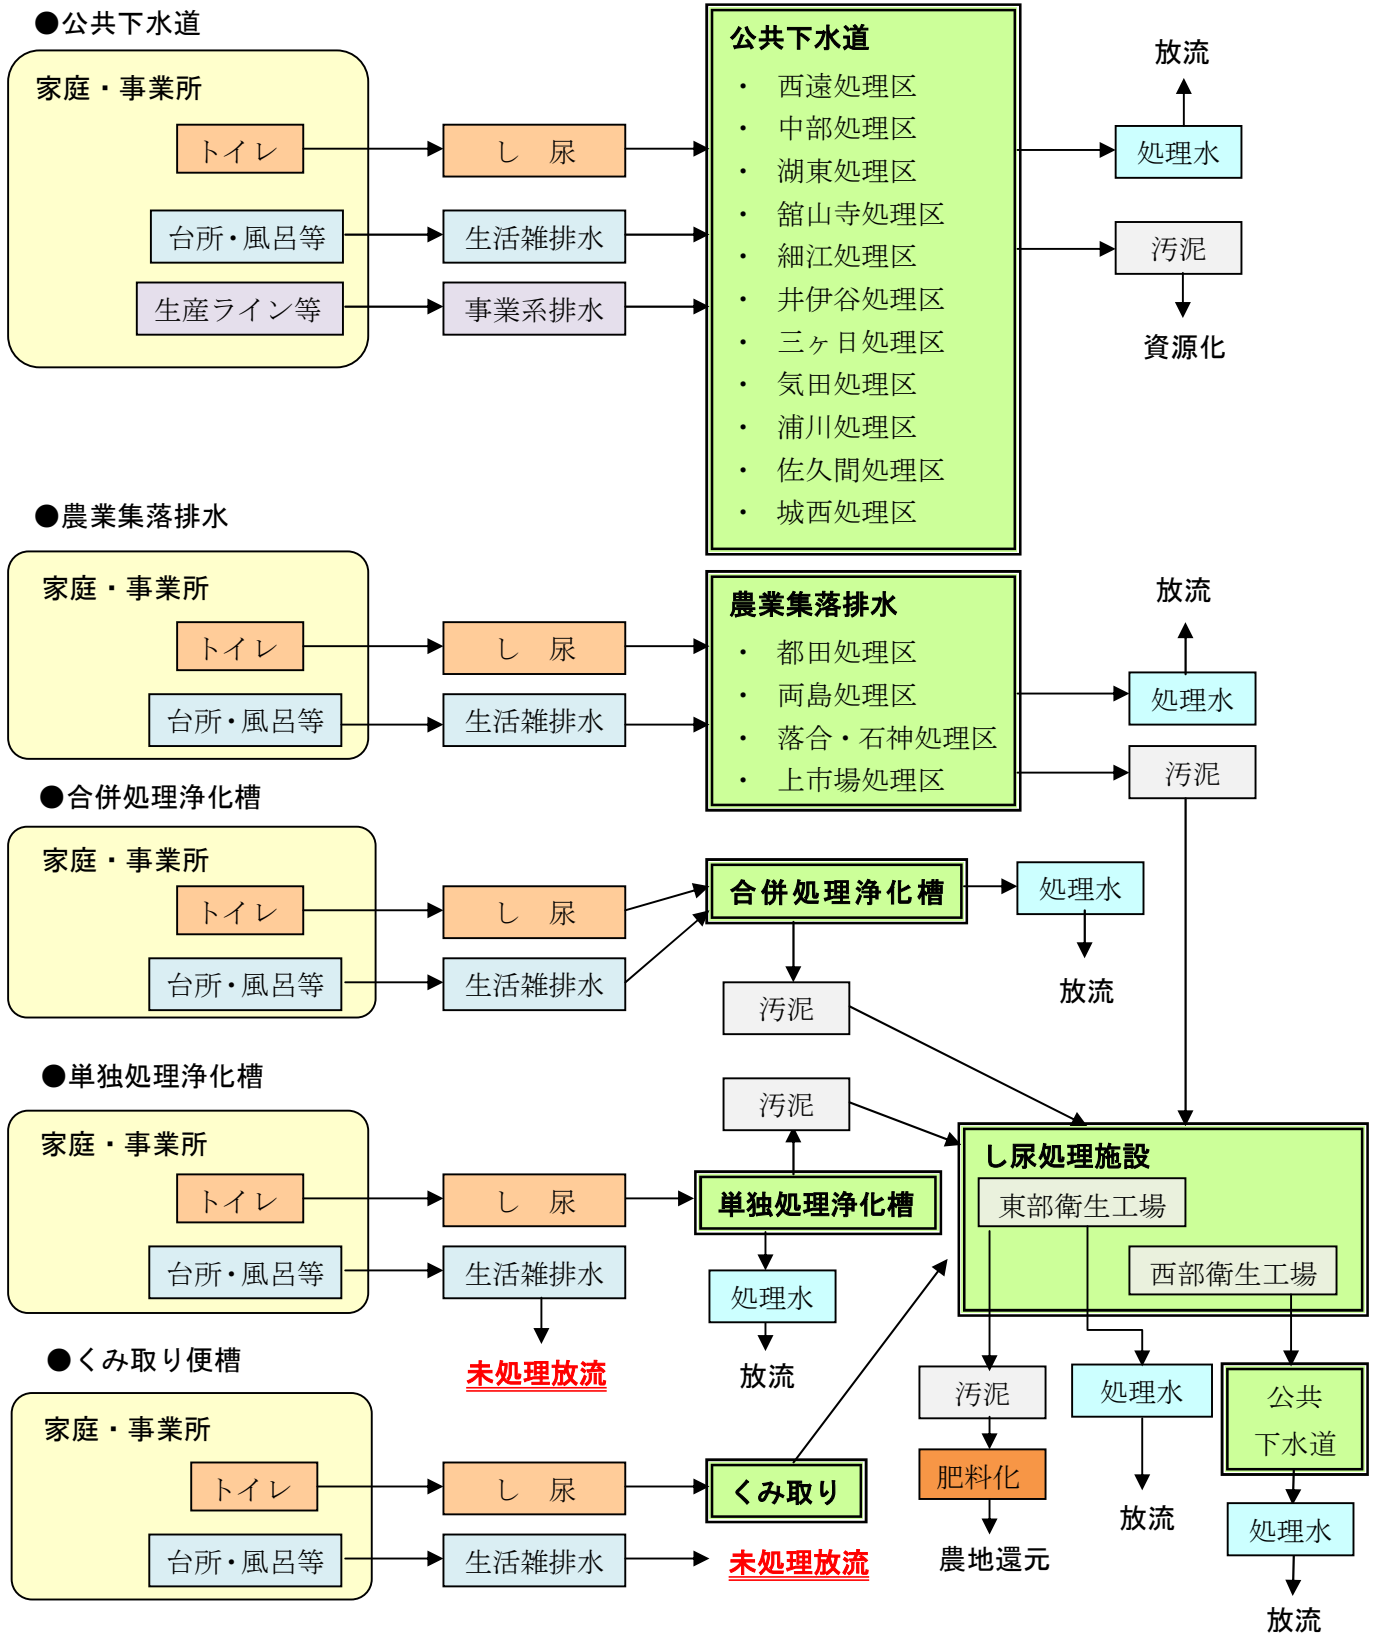 ●公共下水道
家庭・事業所
トイレ
し　尿
台所・風呂等
生活雑排水
生産ライン等
事業系排水
公共下水道
・　西遠処理区
・　中部処理区
・　湖東処理区
・　舘山寺処理区
・　細江処理区
・　井伊谷処理区
・　三ヶ日処理区
・　気田処理区
・　浦川処理区
・　佐久間処理区
・　城西処理区
放流
処理水
汚泥
資源化
●農業集落排水
家庭・事業所
トイレ
し　尿
台所・風呂等
生活雑排水
農業集落排水
・　都田処理区
・　両島処理区
・　落合・石神処理区
・　上市場処理区
放流
処理水
汚泥
●合併処理浄化槽
家庭・事業所
トイレ
し　尿
台所・風呂等
生活雑排水
合併処理浄化槽
処理水
放流
汚泥
●単独処理浄化槽
家庭・事業所
トイレ
し　尿
台所・風呂等
生活雑排水
未処理放流
汚泥
単独処理浄化槽
処理水
放流
し尿処理施設
東部衛生工場
西部衛生工場
●くみ取り便槽
家庭・事業所
トイレ
し　尿
台所・風呂等
生活雑排水
くみ取り
未処理放流
汚泥
肥料化
農地還元
処理水
放流
公共
下水道
処理水
放流